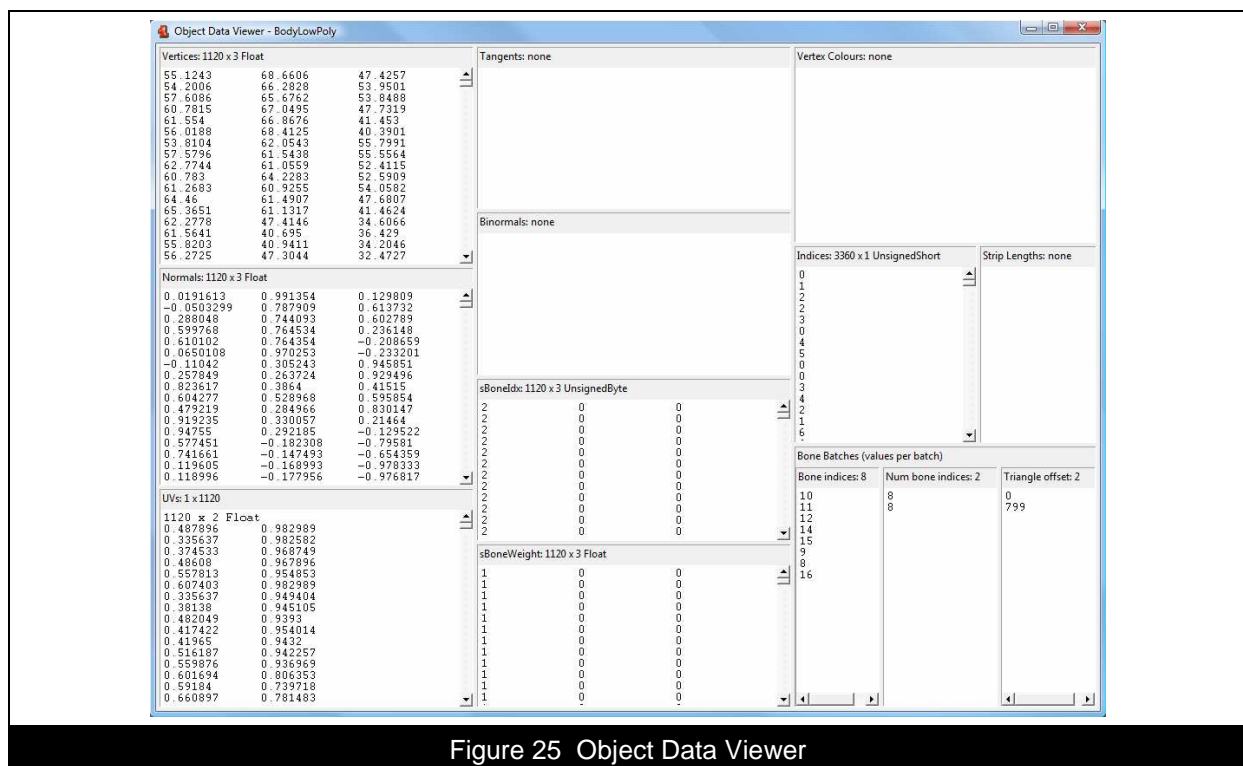 Object Data Viewer - BodyLowPoly
Vertices: 1120 x 3 Float
55.1243 68.6606 47.4257
54.2006 66.2828 53.9501
57.6086 65.6762 53.8488
60.7815 67.0495 47.7319
61.554 66.8676 41.453
56.0188 68.4125 40.3901
53.8104 62.0543 55.7991
57.5796 61.5438 55.5564
62.7744 61.0559 52.4115
60.783 64.2283 52.5909
61.2683 60.9255 54.0582
64.46 61.4907 47.6807
65.3651 61.1317 41.4624
62.2778 47.4146 34.6066
61.5641 40.695 36.429
55.8203 40.9411 34.2046
56.2725 47.3044 32.4727
Normals: 1120 x 3 Float
0.0191613 0.991354 0.129809
-0.0503299 0.787909 0.613732
0.288048 0.744093 0.602789
0.599768 0.764534 0.236148
0.610102 0.764354 -0.208659
0.0650108 0.970253 -0.233201
-0.11042 0.305243 0.945851
0.257849 0.263724 0.929496
0.823617 0.3864 0.41515
0.604277 0.528968 0.595854
0.479219 0.284966 0.830147
0.919235 0.330057 0.21464
0.94755 0.292185 -0.129522
0.577451 -0.182308 -0.79581
0.741661 -0.147493 -0.654359
0.119605 -0.168993 -0.978333
0.118996 -0.177956 -0.976817
UVs: 1 x 1120
1120 x 2 Float
0.487896 0.982989
0.335637 0.982582
0.374533 0.968749
0.48608 0.967896
0.557813 0.954853
0.607403 0.982989
0.335637 0.949404
0.38138 0.945105
0.482049 0.9393
0.417422 0.954014
0.41965 0.9432
0.516187 0.942257
0.559876 0.936969
0.601694 0.806353
0.59184 0.739718
0.660897 0.781483
Tangents: none
Binormals: none
sBoneIdx: 1120 x 3 UnsignedByte
2 0 0
2 0 0
2 0 0
2 0 0
2 0 0
2 0 0
2 0 0
2 0 0
2 0 0
2 0 0
2 0 0
2 0 0
sBoneWeight: 1120 x 3 Float
1 0 0
1 0 0
1 0 0
1 0 0
1 0 0
1 0 0
1 0 0
1 0 0
1 0 0
1 0 0
1 0 0
1 0 0
Vertex Colours: none
Indices: 3360 x 1 UnsignedShort
0
1
2
2
3
0
4
5
0
0
3
4
2
1
6
Strip Lengths: none
Bone Batches (values per batch)
Bone indices: 8
10
11
12
14
15
9
8
16
Num bone indices: 2
8
8
Triangle offset: 2
0
799
Figure 25 Object Data Viewer